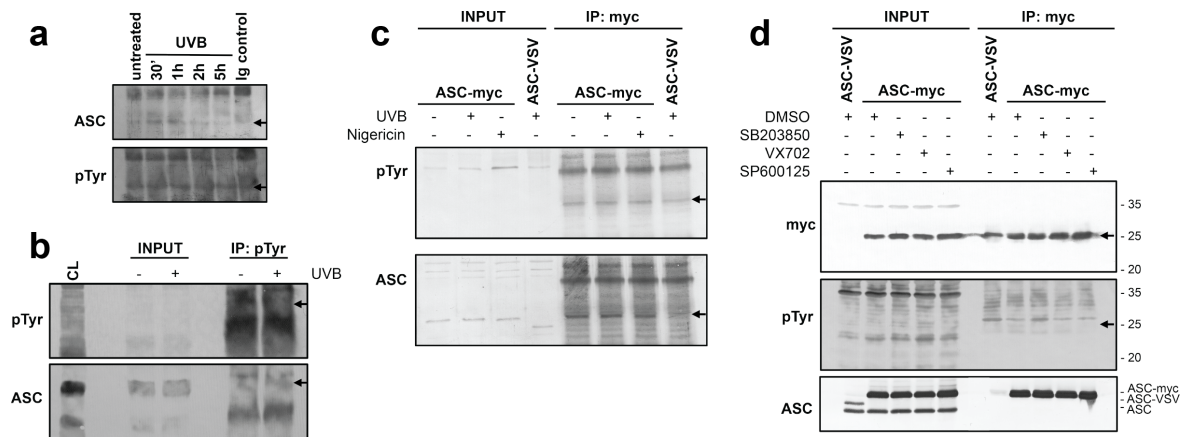 a
untreated
UVB
30' 1h 2h 5h
Ig control
ASC
pTyr
b
CL
INPUT IP: pTyr
- + - + UVB
pTyr
ASC
c
INPUT IP: myc
ASC-myc ASC-VSV ASC-myc ASC-VSV
UVB - + - + - + - +
Nigericin - - + - - - + -
pTyr
ASC
d
INPUT IP: myc
ASC-VSV ASC-myc ASC-VSV ASC-myc
DMSO + + - - - + + - - -
SB203850 - - + - - - - + - -
VX702 - - - + - - - - + -
SP600125 - - - - + - - - - +
myc
- 35
- 25
- 20
pTyr
- 35
- 25
- 20
ASC
- ASC-myc
- ASC-VSV
- ASC